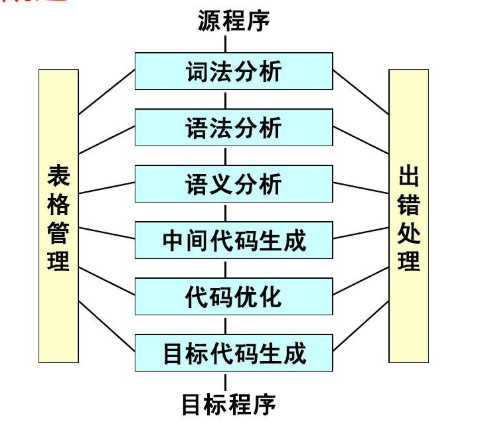 源程序
词法分析
语法分析
语义分析
中间代码生成
代码优化
目标代码生成
目标程序
表格管理
出错处理